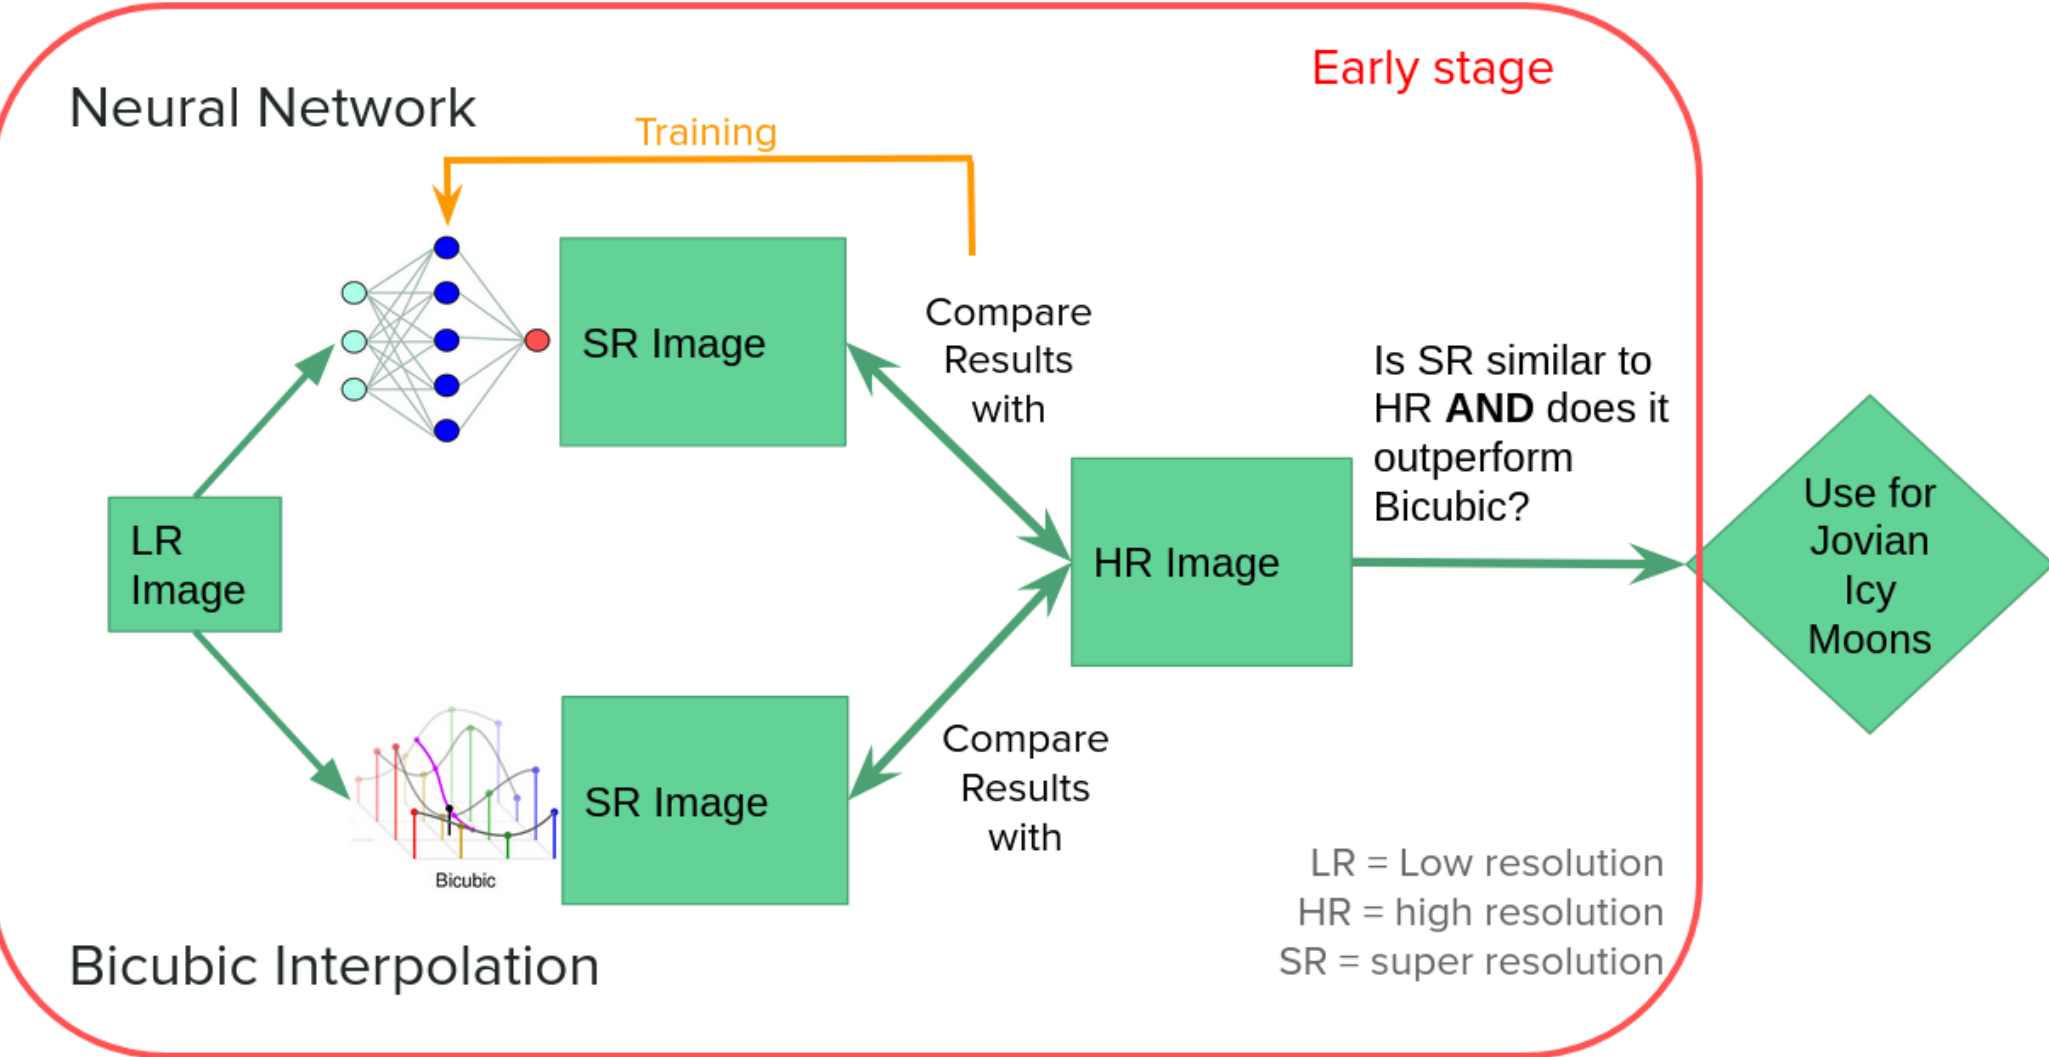 Early stage
Neural Network
Training
SR Image
Compare
Results
with
Is SR similar to
HR AND does it
outperform
Bicubic?
LR
Image
HR Image
Use for
Jovian
Icy
Moons
SR Image
Compare
Results
with
Bicubic
Bicubic Interpolation
LR = Low resolution
HR = high resolution
SR = super resolution